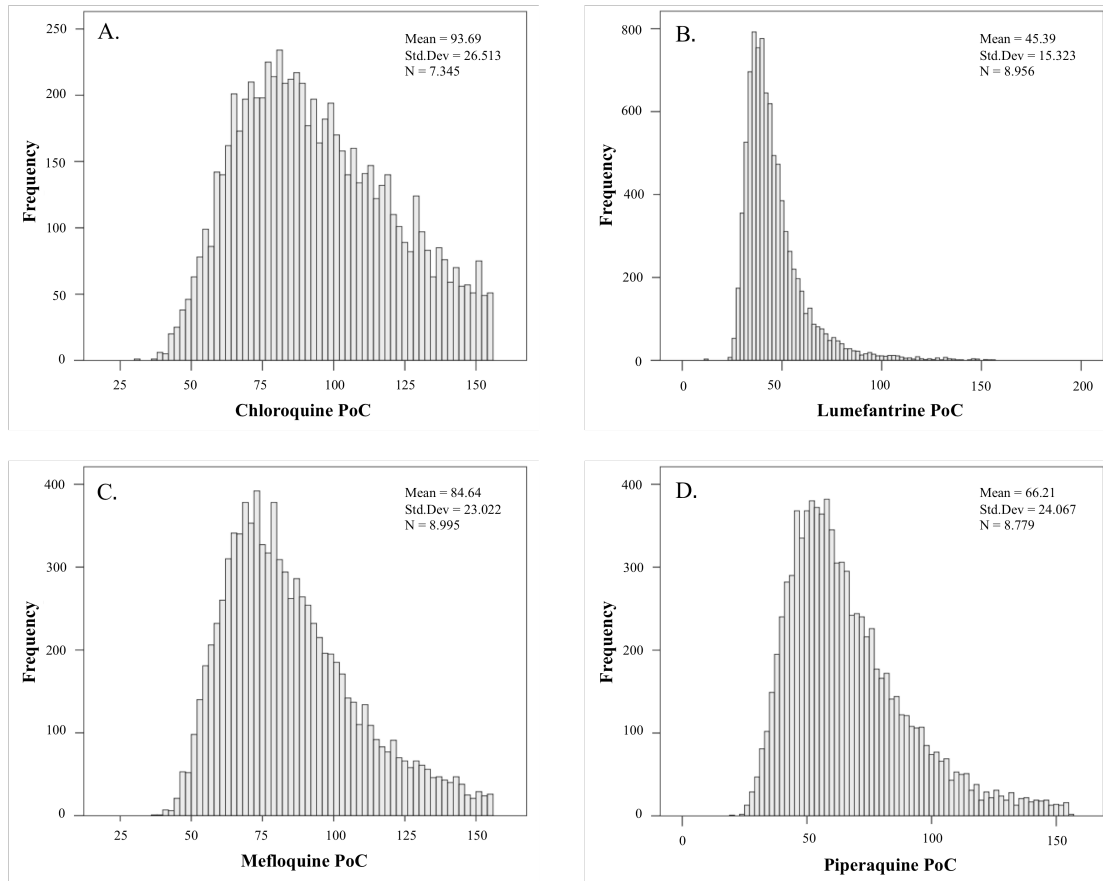 A.
Mean = 93.69
Std.Dev = 26.513
N = 7.345
Frequency
250
200
150
100
50
0
25 50 75 100 125 150
Chloroquine PoC
B.
Mean = 45.39
Std.Dev = 15.323
N = 8.956
Frequency
800
600
400
200
0
0 50 100 150 200
Lumefantrine PoC
C.
Mean = 84.64
Std.Dev = 23.022
N = 8.995
Frequency
400
300
200
100
0
25 50 75 100 125 150
Mefloquine PoC
D.
Mean = 66.21
Std.Dev = 24.067
N = 8.779
Frequency
400
300
200
100
0
0 50 100 150
Piperaquine PoC